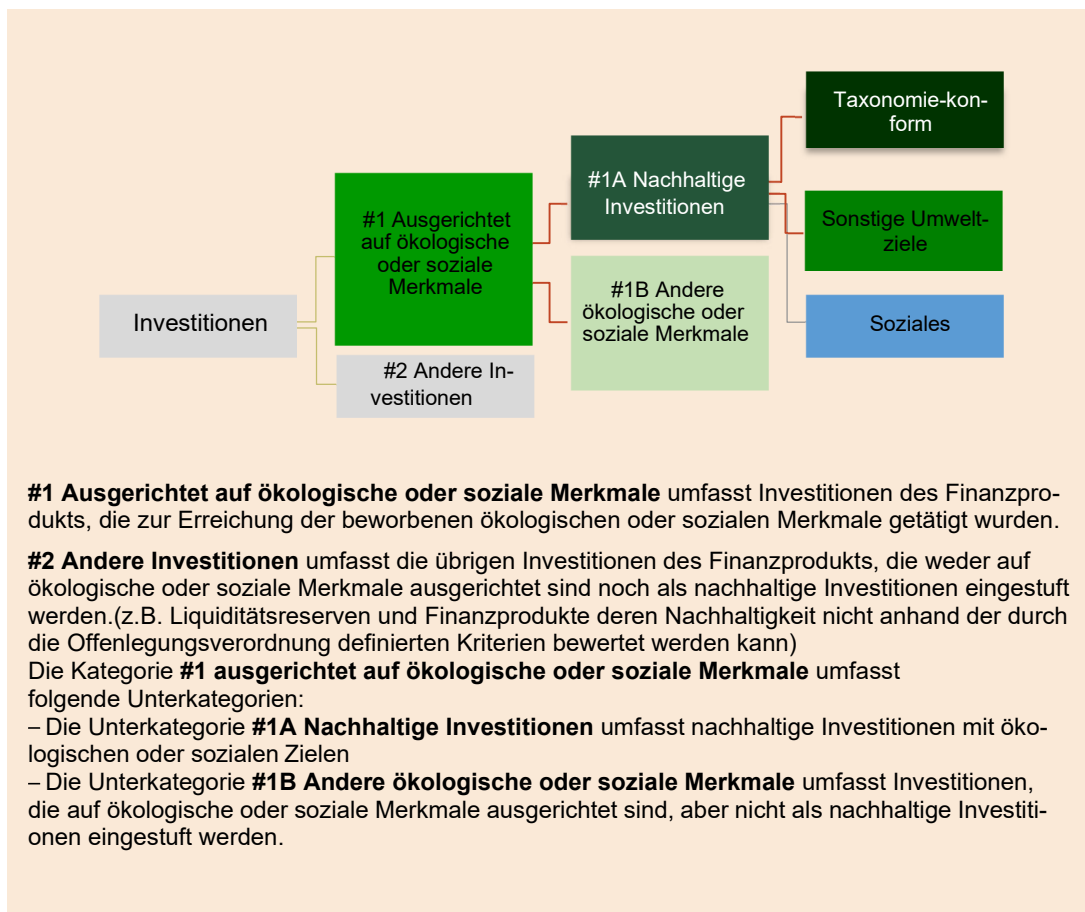 Taxonomie-kon-
form
#1A Nachhaltige
Investitionen
#1 Ausgerichtet
auf ökologische
oder soziale
Merkmale
Sonstige Umwelt-
ziele
#1B Andere
ökologische oder
soziale Merkmale
Investitionen
Soziales
#2 Andere In-
vestitionen
#1 Ausgerichtet auf ökologische oder soziale Merkmale umfasst Investitionen des Finanzpro-
dukts, die zur Erreichung der beworbenen ökologischen oder sozialen Merkmale getätigt wurden.
#2 Andere Investitionen umfasst die übrigen Investitionen des Finanzprodukts, die weder auf
ökologische oder soziale Merkmale ausgerichtet sind noch als nachhaltige Investitionen eingestuft
werden.(z.B. Liquiditätsreserven und Finanzprodukte deren Nachhaltigkeit nicht anhand der durch
die Offenlegungsverordnung definierten Kriterien bewertet werden kann)
Die Kategorie #1 ausgerichtet auf ökologische oder soziale Merkmale umfasst
folgende Unterkategorien:
– Die Unterkategorie #1A Nachhaltige Investitionen umfasst nachhaltige Investitionen mit öko-
logischen oder sozialen Zielen
– Die Unterkategorie #1B Andere ökologische oder soziale Merkmale umfasst Investitionen,
die auf ökologische oder soziale Merkmale ausgerichtet sind, aber nicht als nachhaltige Investiti-
onen eingestuft werden.